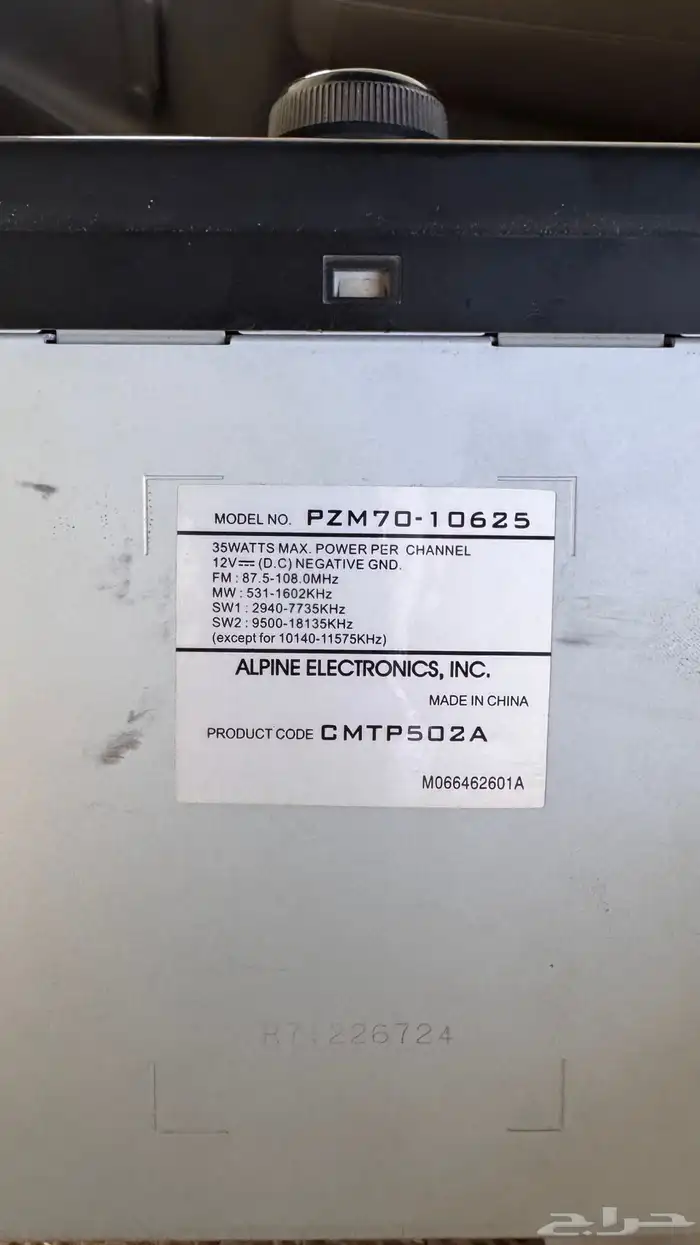 MODEL NO. PZM70-10625
35WATTS MAX. POWER PER CHANNEL
12V⎓ (D.C) NEGATIVE GND.
FM : 87.5-108.0MHz
MW : 531-1602KHz
SW1 : 2940-7735KHz
SW2 : 9500-18135KHz
(except for 10140-11575KHz)
ALPINE ELECTRONICS, INC.
MADE IN CHINA
PRODUCT CODE CMTP502A
M066462601A
حراج